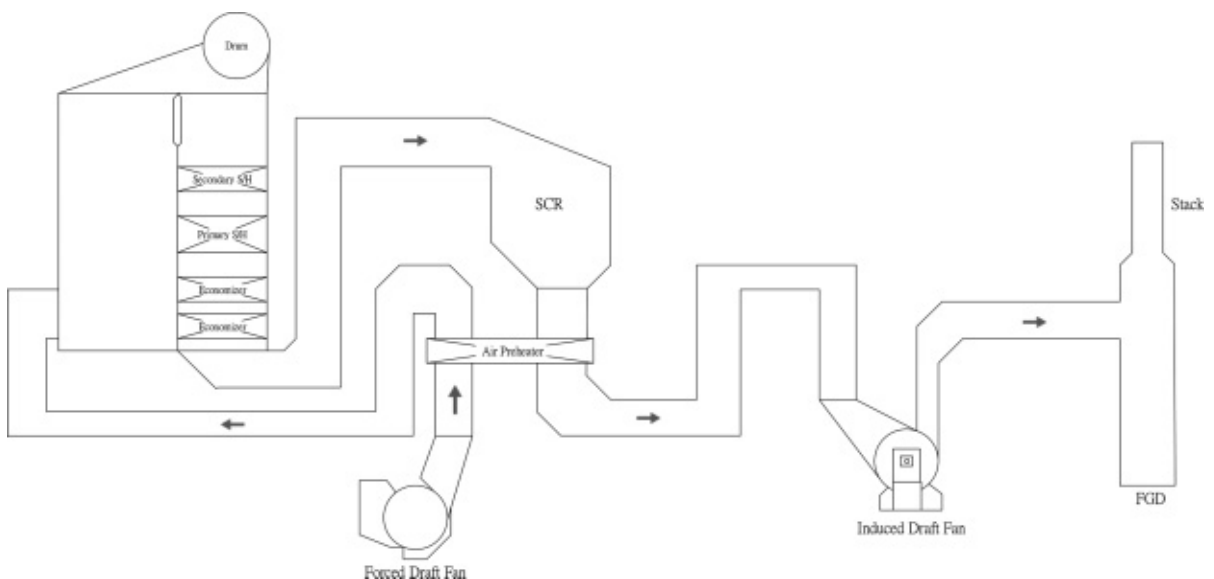 Drum
Secondary S/H
Primary S/H
Economizer
Economizer
SCR
Air Preheater
Stack
FGD
Induced Draft Fan
Forced Draft Fan